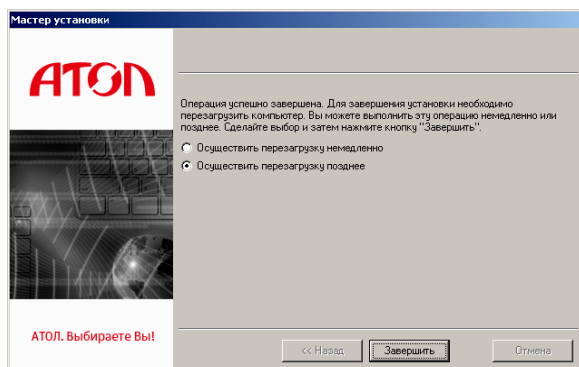 Мастер установки
АТОЛ
Операция успешно завершена. Для завершения установки необходимо
перезагрузить компьютер. Вы можете выполнить эту операцию немедленно или
позднее. Сделайте выбор и затем нажмите кнопку "Завершить".
Осуществить перезагрузку немедленно
Осуществить перезагрузку позднее
АТОЛ. Выбираете Вы!
<< Назад
Завершить
Отмена